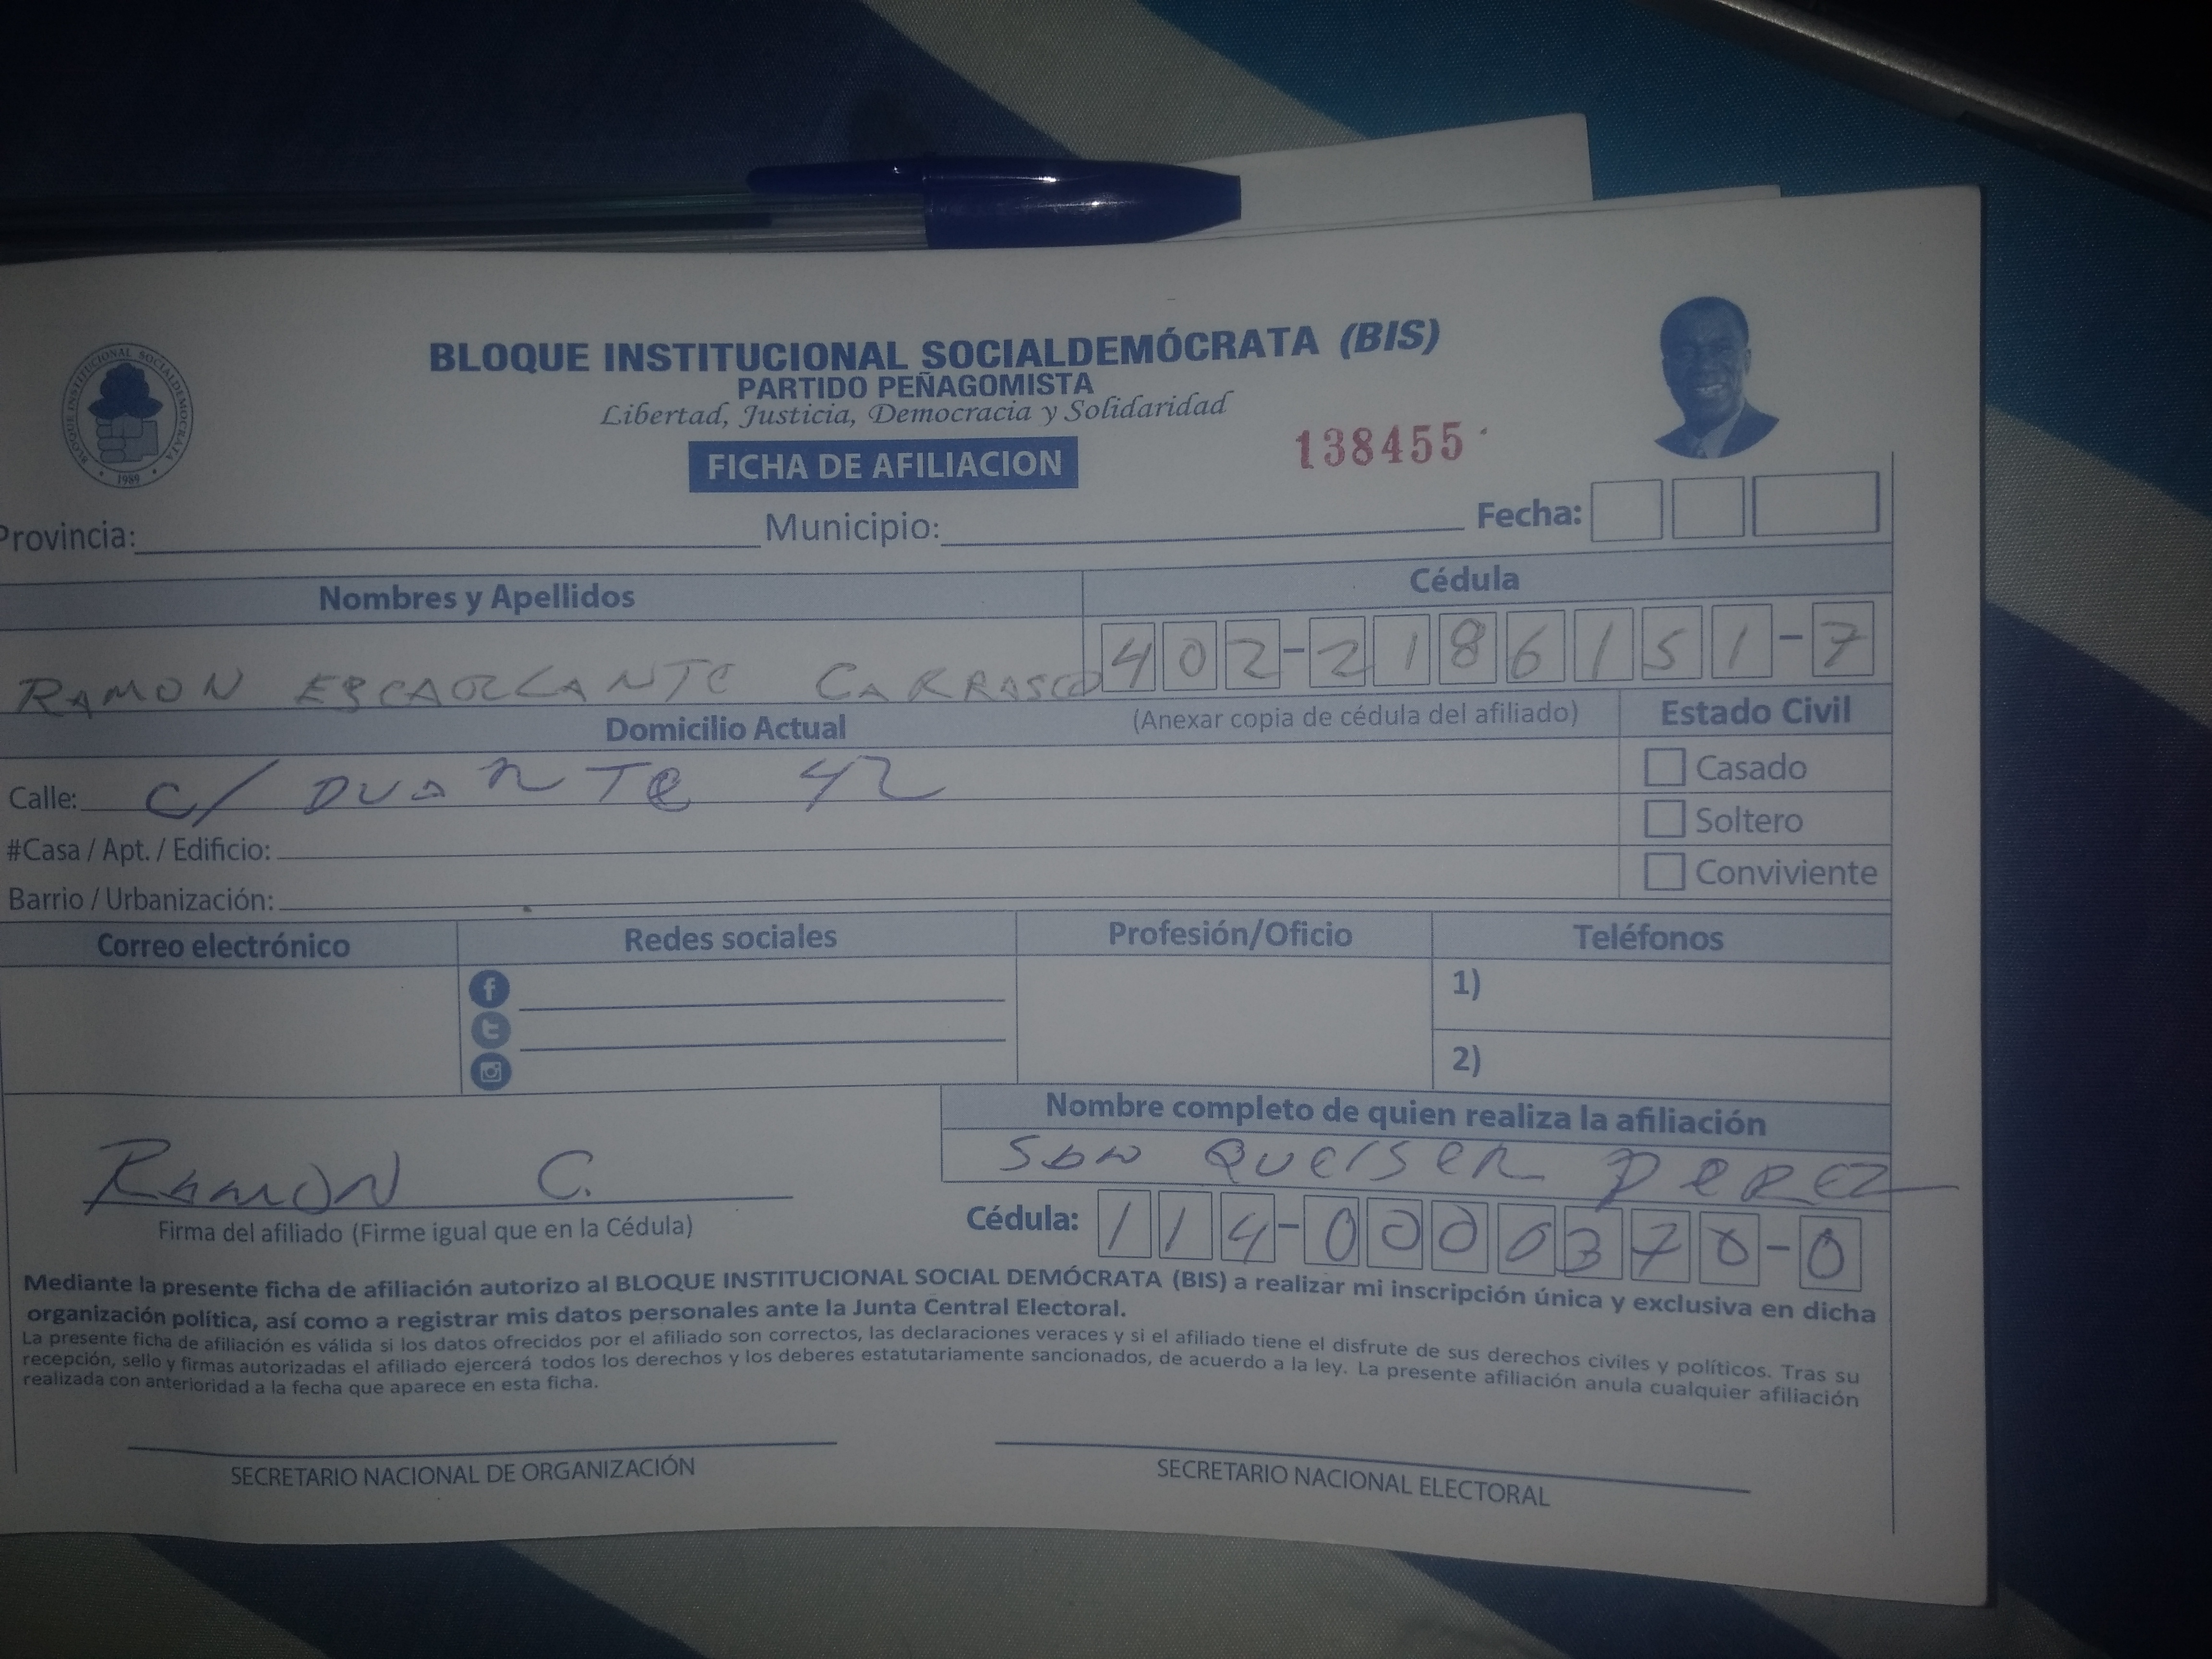 BLOQUE INSTITUCIONAL SOCIALDEMÓCRATA (BIS)
PARTIDO PEÑAGOMISTA
Libertad, Justicia, Democracia y Solidaridad
FICHA DE AFILIACION
138455
BLOQUE INSTITUCIONAL SOCIALDEMOCRATA
1989
Provincia: Municipio: Fecha:
Nombres y Apellidos Cédula
RAMON CARRASCO 402-2186151-7
Domicilio Actual (Anexar copia de cédula del afiliado) Estado Civil
Calle: C/ DUANTE 42
Casado
#Casa / Apt. / Edificio:
Soltero
Barrio / Urbanización:
Conviviente
Correo electrónico Redes sociales Profesión/Oficio Teléfonos
1)
2)
Nombre completo de quien realiza la afiliación
QUEISER PEREZ
RAMON C.
Firma del afiliado (Firme igual que en la Cédula)
Cédula: 114-0000370-0
Mediante la presente ficha de afiliación autorizo al BLOQUE INSTITUCIONAL SOCIAL DEMÓCRATA (BIS) a realizar mi inscripción única y exclusiva en dicha
organización política, así como a registrar mis datos personales ante la Junta Central Electoral.
La presente ficha de afiliación es válida si los datos ofrecidos por el afiliado son correctos, las declaraciones veraces y si el afiliado tiene el disfrute de sus derechos civiles y políticos. Tras su
recepción, sello y firmas autorizadas el afiliado ejercerá todos los derechos y los deberes estatutariamente sancionados, de acuerdo a la ley. La presente afiliación anula cualquier afiliación
realizada con anterioridad a la fecha que aparece en esta ficha.
SECRETARIO NACIONAL DE ORGANIZACIÓN
SECRETARIO NACIONAL ELECTORAL